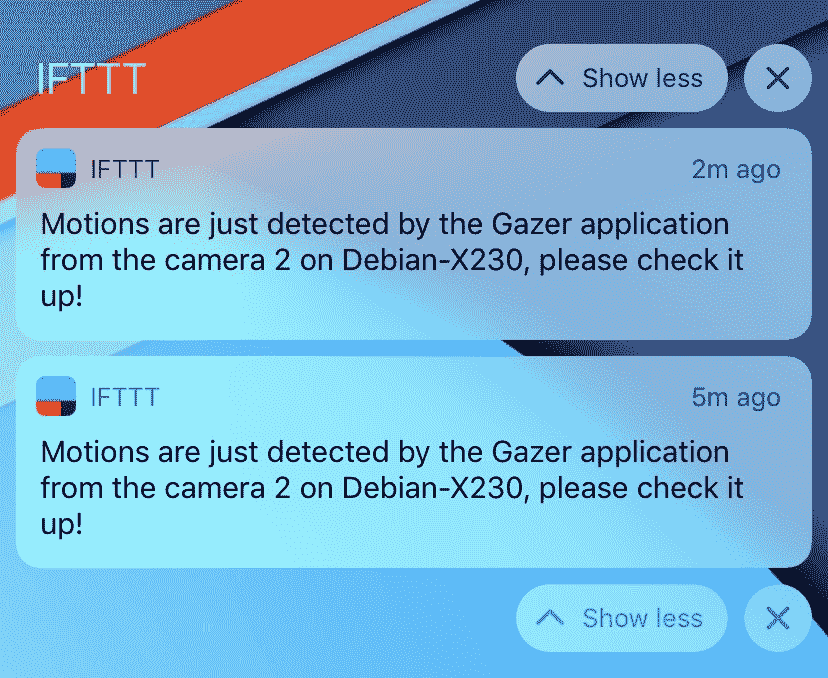 IFTTT
Show less
IFTTT
2m ago
Motions are just detected by the Gazer application
from the camera 2 on Debian-X230, please check it
up!
IFTTT
5m ago
Motions are just detected by the Gazer application
from the camera 2 on Debian-X230, please check it
up!
Show less